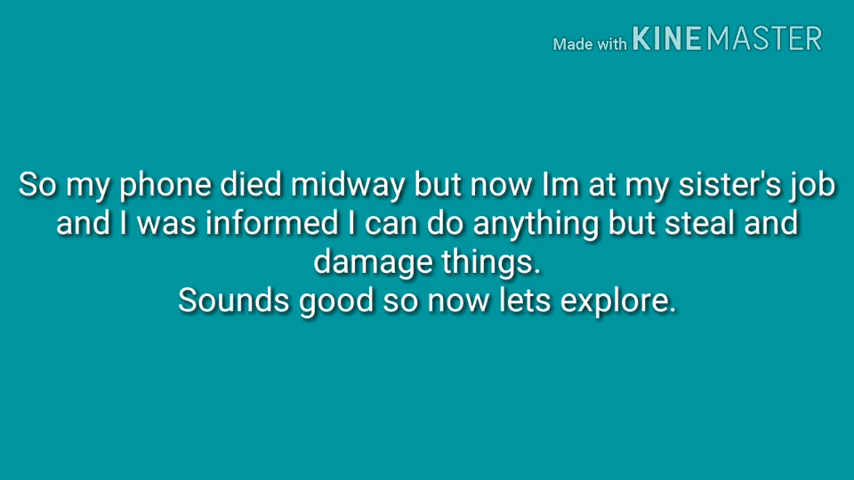 Made with KINEMASTER
So my phone died midway but now Im at my sister's job
and I was informed I can do anything but steal and
damage things.
Sounds good so now lets explore.